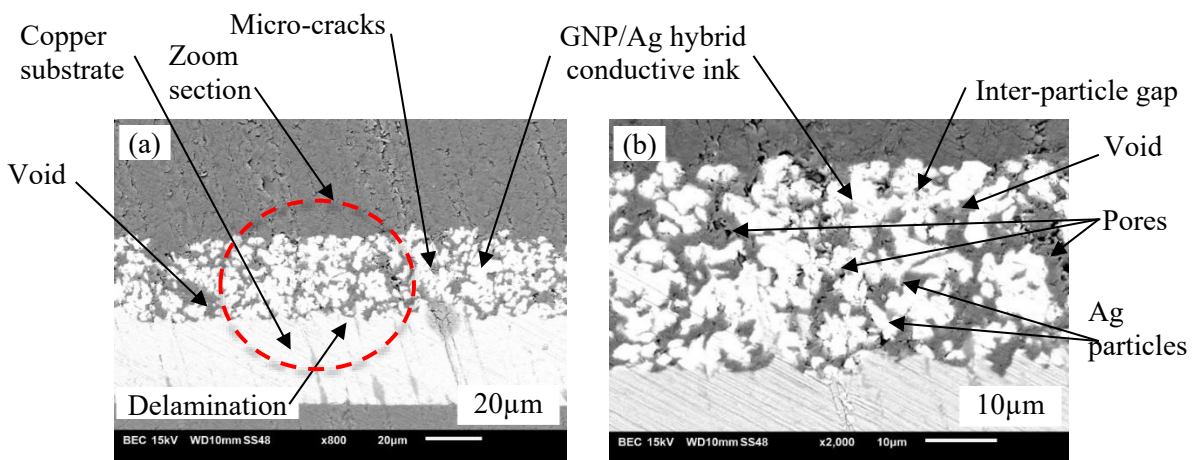 Copper
substrate
Zoom
section
Micro-cracks
GNP/Ag hybrid
conductive ink
Inter-particle gap
Void
(a)
(b)
Void
Pores
Ag
particles
Delamination
20µm
10µm
BEC 15kV WD10mm SS48 x800 20µm
BEC 15kV WD10mm SS48 x2,000 10µm